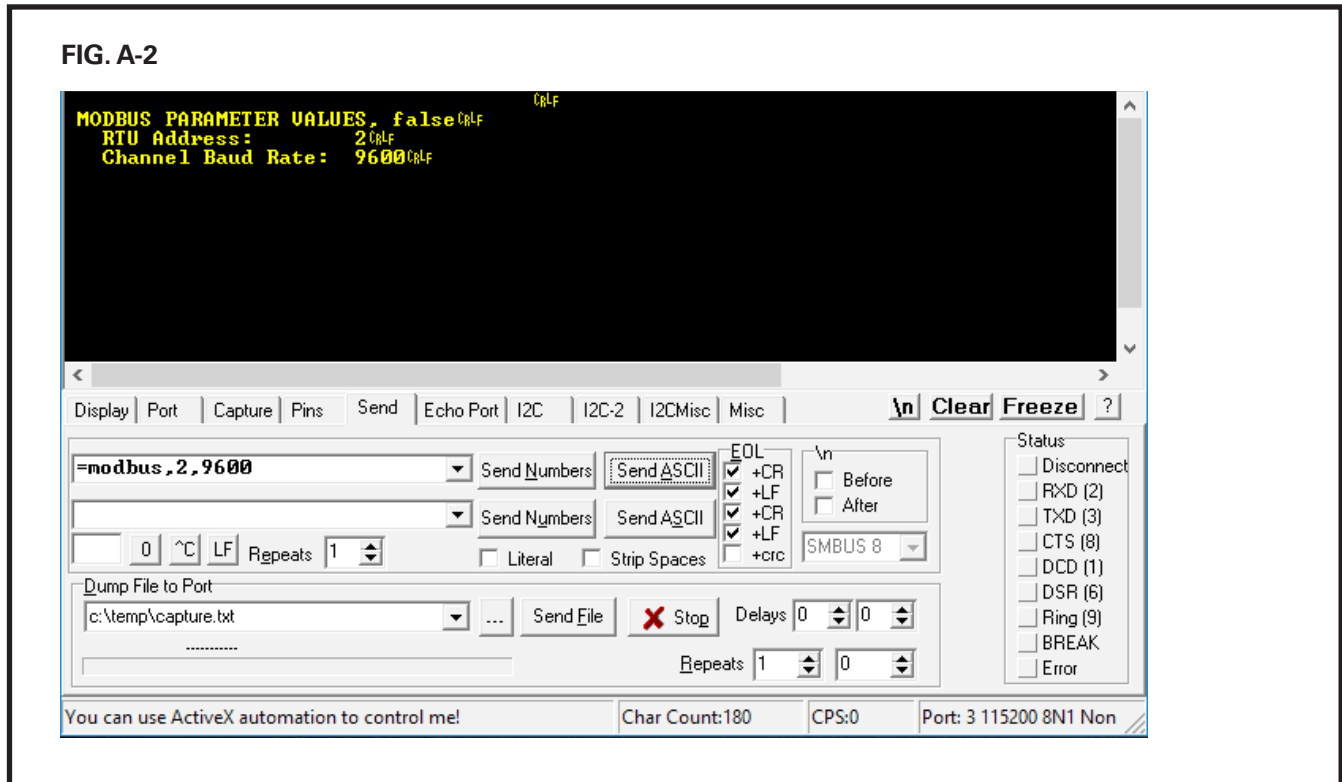 FIG. A-2
CRLF
MODBUS PARAMETER VALUES, falseCRLF
RTU Address: 2CRLF
Channel Baud Rate: 9600CRLF
Display Port Capture Pins Send Echo Port I2C I2C-2 I2CMisc Misc \n Clear Freeze ?
=modbus,2,9600 Send Numbers Send ASCII
Send Numbers Send ASCII
0 ^C LF Repeats 1 Literal Strip Spaces
EOL
+CR
+LF
+CR
+LF
+crc
\n
Before
After
SMBUS 8
Dump File to Port
c:\temp\capture.txt ... Send File Stop Delays 0 0
-----------
Repeats 1 0
Status
Disconnect
RXD (2)
TXD (3)
CTS (8)
DCD (1)
DSR (6)
Ring (9)
BREAK
Error
You can use ActiveX automation to control me! Char Count:180 CPS:0 Port: 3 115200 8N1 Non